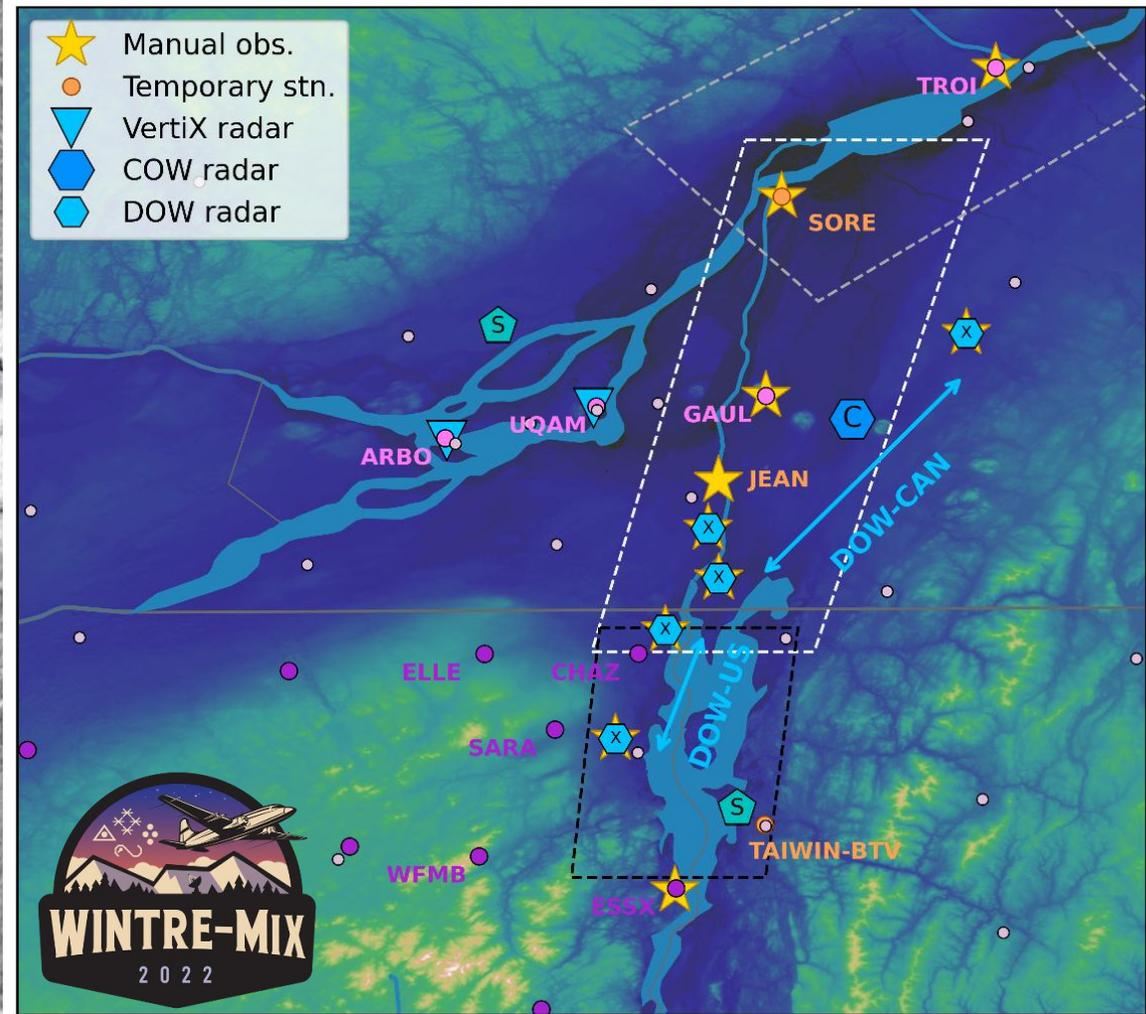 Manual obs.
Temporary stn.
VertiX radar
COW radar
DOW radar
TROI
SORE
S
X
GAUL
C
UQAM
ARBO
JEAN
DOW-CAN
X
X
X
ELLE
CHAZ
DOW-US
SARA
X
S
TAIWIN-BTV
WFMB
ESSX
WINTRE-MIX
2022